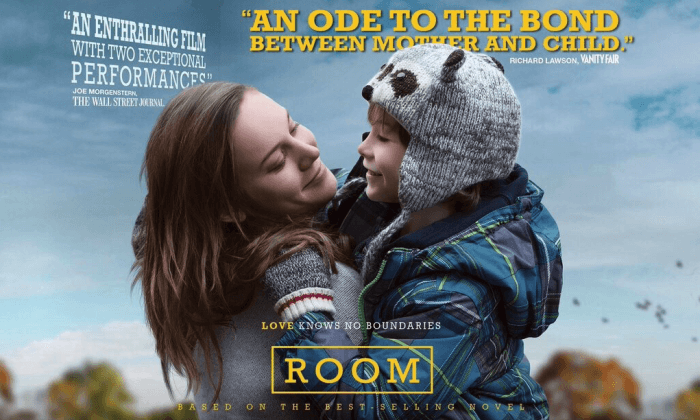 “AN ENTHRALLING FILM
WITH TWO EXCEPTIONAL
PERFORMANCES”
JOE MORGENSTERN,
THE WALL STREET JOURNAL
“AN ODE TO THE BOND
BETWEEN MOTHER AND CHILD.”
RICHARD LAWSON, VANITY FAIR
LOVE KNOWS NO BOUNDARIES
ROOM
BASED ON THE BEST-SELLING NOVEL